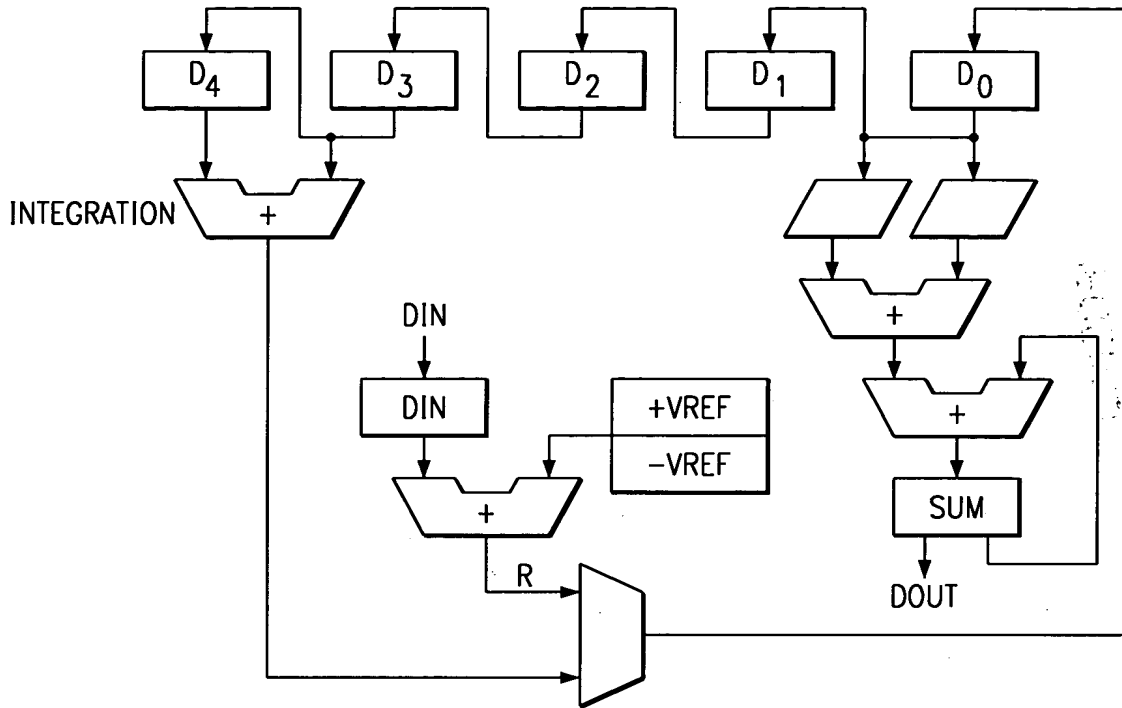 D4 D3 D2 D1 D0
INTEGRATION
+
+
DIN
DIN
+VREF
-VREF
+
+
SUM
R
DOUT